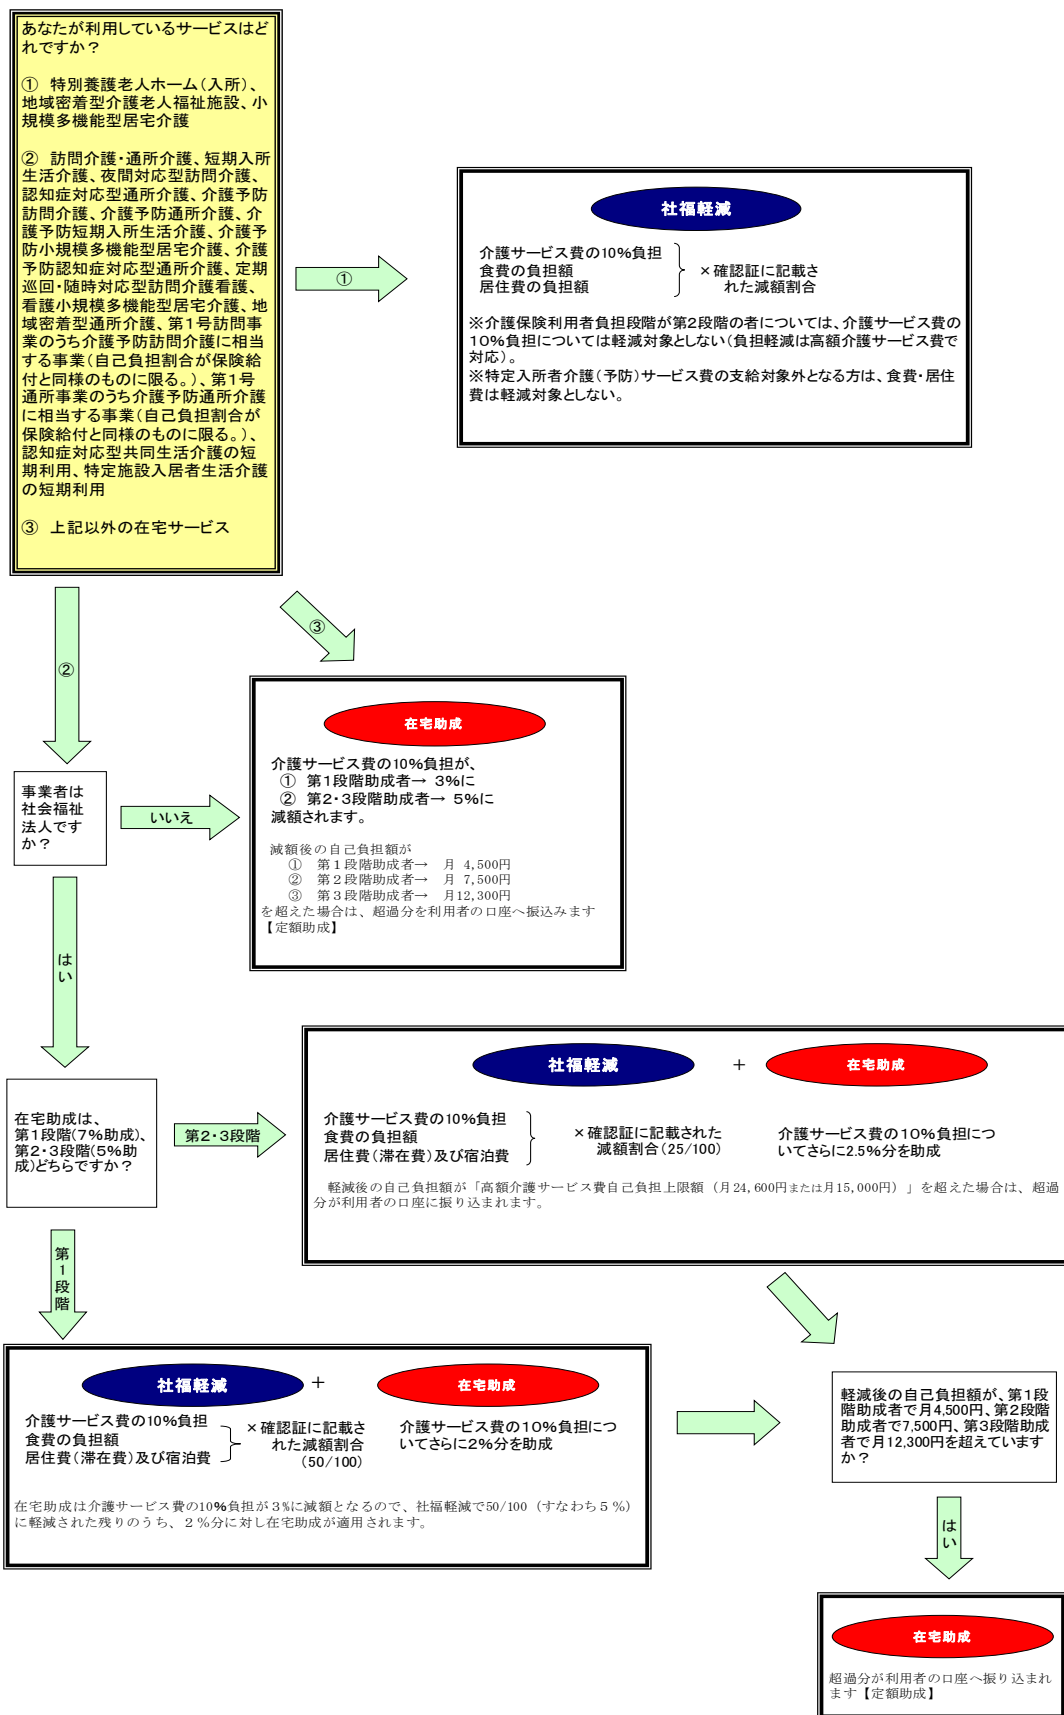 あなたが利用しているサービスはど
れですか？
①　特別養護老人ホーム（入所）、
地域密着型介護老人福祉施設、小
規模多機能型居宅介護
②　訪問介護・通所介護、短期入所
生活介護、夜間対応型訪問介護、
認知症対応型通所介護、介護予防
訪問介護、介護予防通所介護、介
護予防短期入所生活介護、介護予
防小規模多機能型居宅介護、介護
予防認知症対応型通所介護、定期
巡回・随時対応型訪問介護看護、
看護小規模多機能型居宅介護、地
域密着型通所介護、第１号訪問事
業のうち介護予防訪問介護に相当
する事業（自己負担割合が保険給
付と同様のものに限る。）、第１号
通所事業のうち介護予防通所介護
に相当する事業（自己負担割合が
保険給付と同様のものに限る。）、
認知症対応型共同生活介護の短
期利用、特定施設入居者生活介護
の短期利用
③　上記以外の在宅サービス
①
社福軽減
介護サービス費の10％負担
食費の負担額
居住費の負担額
×確認証に記載さ
れた減額割合
※介護保険利用者負担段階が第２段階の者については、介護サービス費の
１０％負担については軽減対象としない（負担軽減は高額介護サービス費で
対応）。
※特定入所者介護（予防）サービス費の支給対象外となる方は、食費・居住
費は軽減対象としない。
②
③
在宅助成
介護サービス費の10％負担が、
①　第１段階助成者→　3％に
②　第２・３段階助成者→　5％に
減額されます。
減額後の自己負担額が
①　第１段階助成者→　月 4,500円
②　第２段階助成者→　月 7,500円
③　第３段階助成者→　月12,300円
を超えた場合は、超過分を利用者の口座へ振込みます
【定額助成】
事業者は
社会福祉
法人です
か？
いいえ
はい
在宅助成は、
第１段階（7％助成）、
第２・３段階（5％助
成）どちらですか？
第２・３段階
社福軽減　＋　在宅助成
介護サービス費の10％負担
食費の負担額
居住費（滞在費）及び宿泊費
×確認証に記載された
減額割合（25/100）
介護サービス費の１０％負担につ
いてさらに2.5％分を助成
軽減後の自己負担額が「高額介護サービス費自己負担上限額（月24,600円または月15,000円）」を超えた場合は、超過
分が利用者の口座に振り込まれます。
第１段階
社福軽減　＋　在宅助成
介護サービス費の10％負担
食費の負担額
居住費（滞在費）及び宿泊費
×確認証に記載さ
れた減額割合
（50/100）
介護サービス費の１０％負担につ
いてさらに２％分を助成
在宅助成は介護サービス費の10％負担が３％に減額となるので、社福軽減で50/100（すなわち５％）
に軽減された残りのうち、２％分に対し在宅助成が適用されます。
軽減後の自己負担額が、第１段
階助成者で月4,500円、第２段階
助成者で7,500円、第３段階助成
者で月12,300円を超えています
か？
はい
在宅助成
超過分が利用者の口座へ振り込まれ
ます【定額助成】